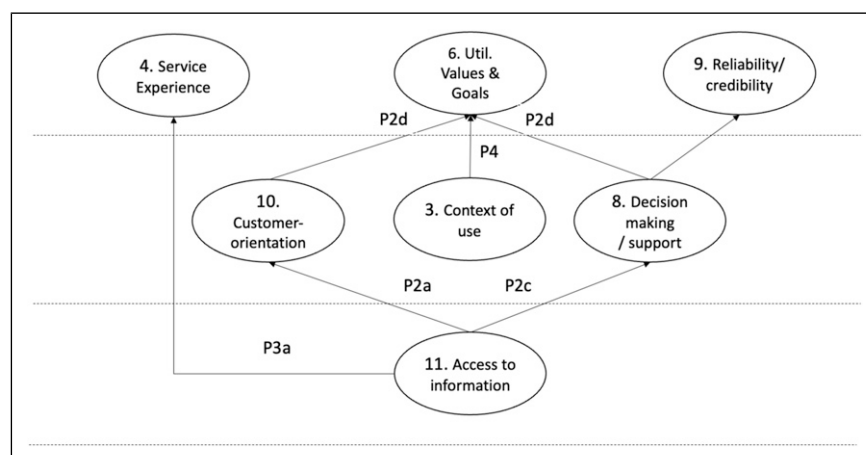 4. Service
Experience
6. Util.
Values &
Goals
9. Reliability/
credibility
P2d
P2d
P4
10.
Customer-
orientation
3. Context of
use
8. Decision
making
/ support
P2a
P2c
P3a
11. Access to
information